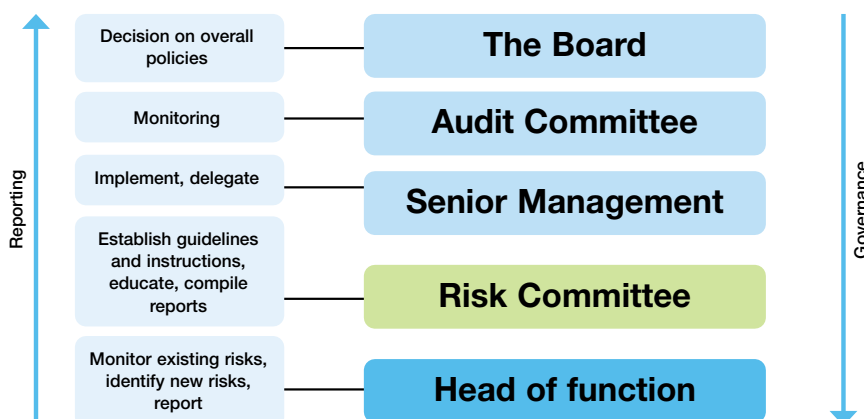 Reporting
Decision on overall
policies
The Board
Monitoring
Audit Committee
Implement, delegate
Senior Management
Establish guidelines
and instructions,
educate, compile
reports
Risk Committee
Monitor existing risks,
identify new risks,
report
Head of function
Governance